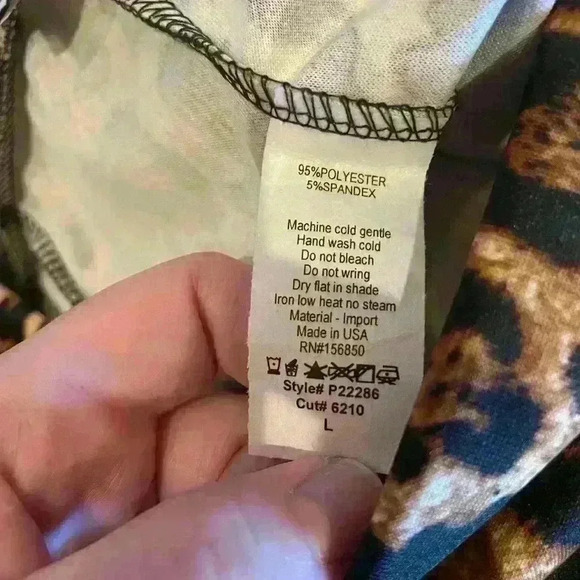 95%POLYESTER
5%SPANDEX
Machine cold gentle
Hand wash cold
Do not bleach
Do not wring
Dry flat in shade
Iron low heat no steam
Material - Import
Made in USA
RN#156850
Style# P22286
Cut# 6210
L